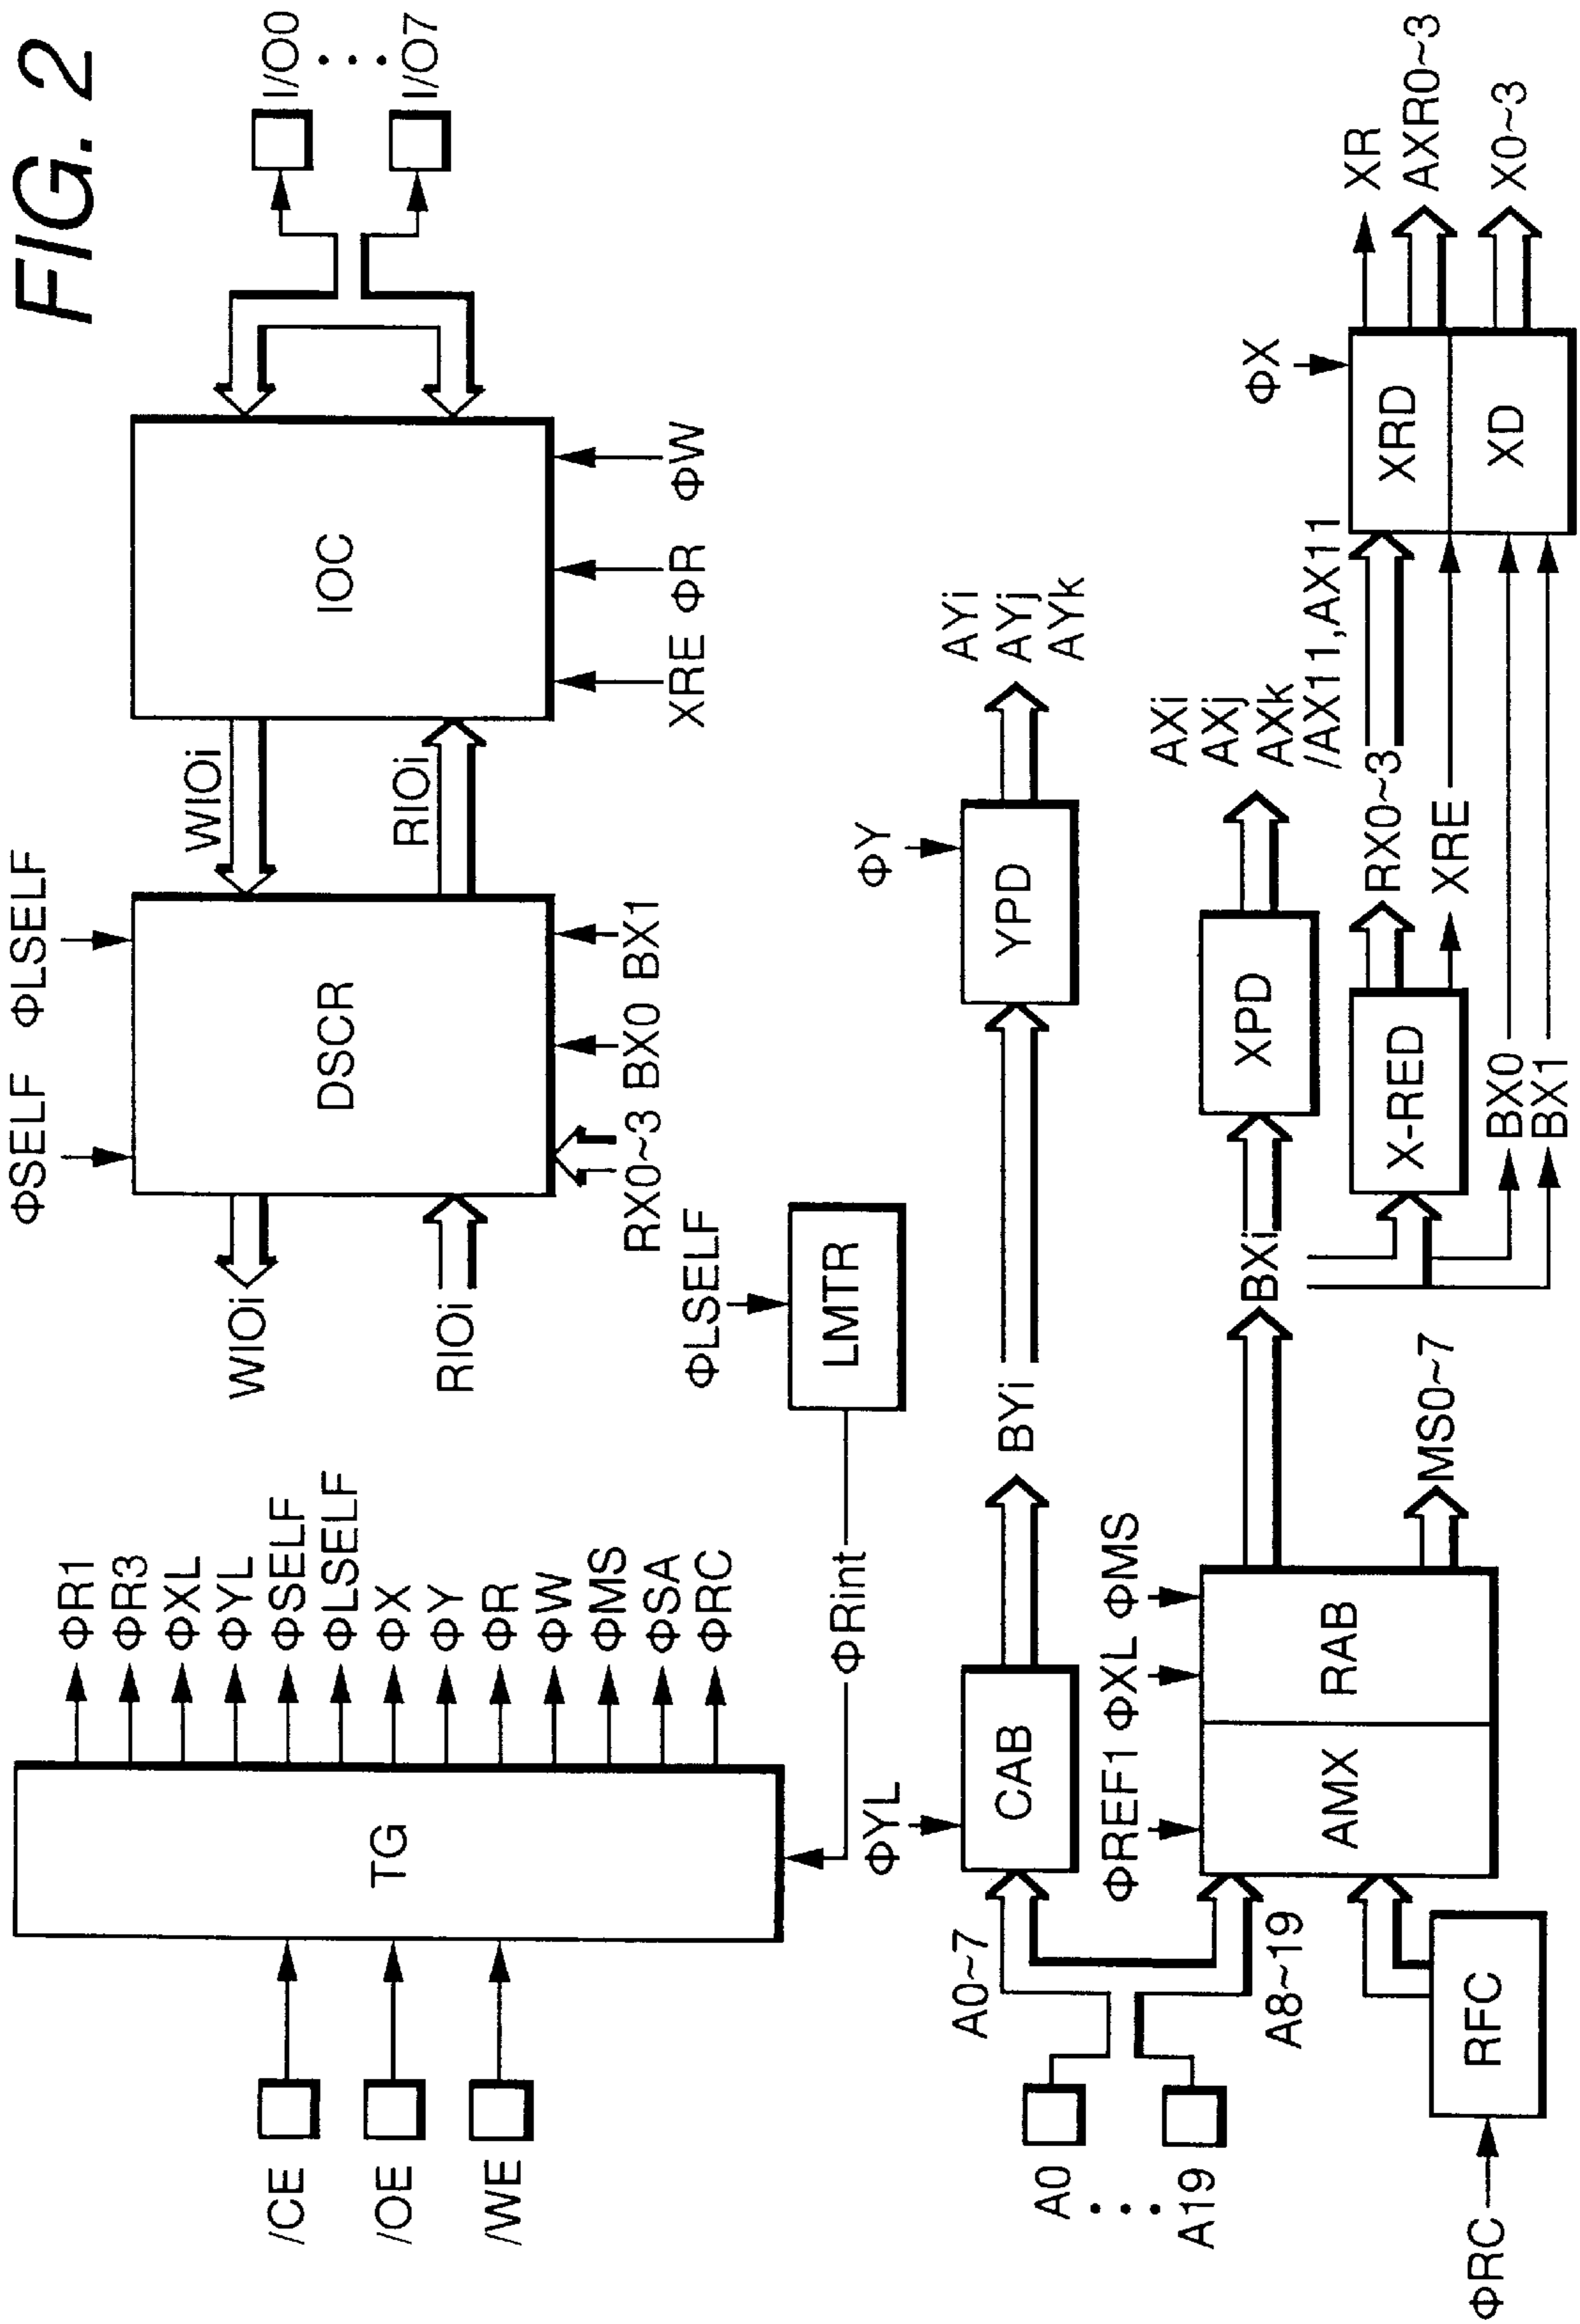 FIG. 2
/CE
/OE
/WE
TG
ΦR1
ΦR3
ΦXL
ΦYL
ΦSELF
ΦLSELF
ΦX
ΦY
ΦR
ΦW
ΦMS
ΦSA
ΦRC
ΦRint
ΦLSELF
LMTR
ΦSELF ΦLSELF
WIOi
RIOi
DSCR
RX0~3 BX0 BX1
WIOi
RIOi
IOC
XRE ΦR ΦW
I/O0
I/O7
A0
A19
A0~7
A8~19
ΦYL
CAB
BYi
ΦY
YPD
AYi
AYj
AYk
ΦREF1 ΦXL ΦMS
AMX
RAB
ΦRC
RFC
MS0~7
BXi
XPD
AXi
AXj
AXk
/AX11,AX11
X-RED
RX0~3
XRE
BX0
BX1
ΦX
XRD
XD
XR
AXR0~3
X0~3